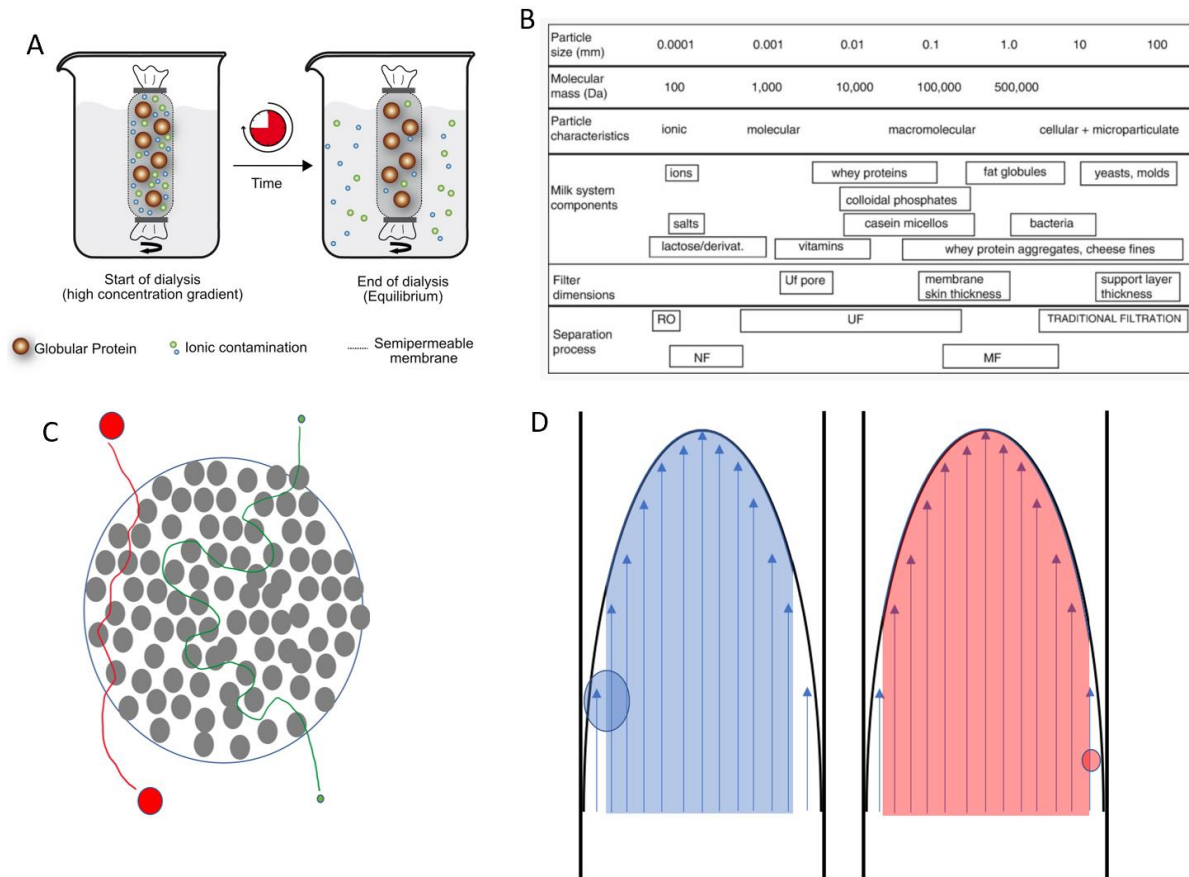 A
Time
Start of dialysis
(high concentration gradient)
End of dialysis
(Equilibrium)
Globular Protein
Ionic contamination
Semipermeable
membrane
B
Particle
size (mm)
0.0001 0.001 0.01 0.1 1.0 10 100
Molecular
mass (Da)
100 1,000 10,000 100,000 500,000
Particle
characteristics
ionic molecular macromolecular cellular + microparticulate
Milk system
components
ions whey proteins fat globules yeasts, molds
colloidal phosphates
salts casein micellos bacteria
lactose/derivat. vitamins whey protein aggregates, cheese fines
Filter
dimensions
Uf pore
membrane
skin thickness
support layer
thickness
Separation
process
RO UF TRADITIONAL FILTRATION
NF MF
C
D